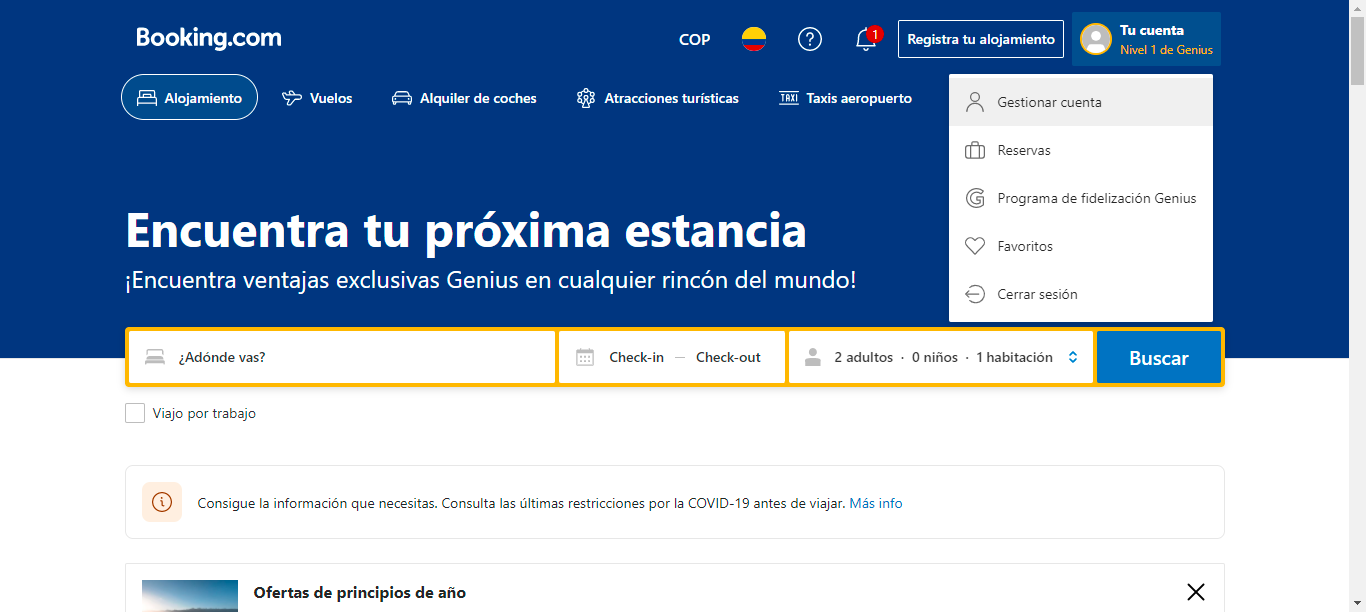 Booking.com
COP
1
Registra tu alojamiento
Tu cuenta
Nivel 1 de Genius
Alojamiento
Vuelos
Alquiler de coches
Atracciones turísticas
TAXI Taxis aeropuerto
Gestionar cuenta
Reservas
Programa de fidelización Genius
Favoritos
Cerrar sesión
Encuentra tu próxima estancia
¡Encuentra ventajas exclusivas Genius en cualquier rincón del mundo!
¿Adónde vas?
Check-in — Check-out
2 adultos · 0 niños · 1 habitación
Buscar
Viajo por trabajo
Consigue la información que necesitas. Consulta las últimas restricciones por la COVID-19 antes de viajar. Más info
Ofertas de principios de año